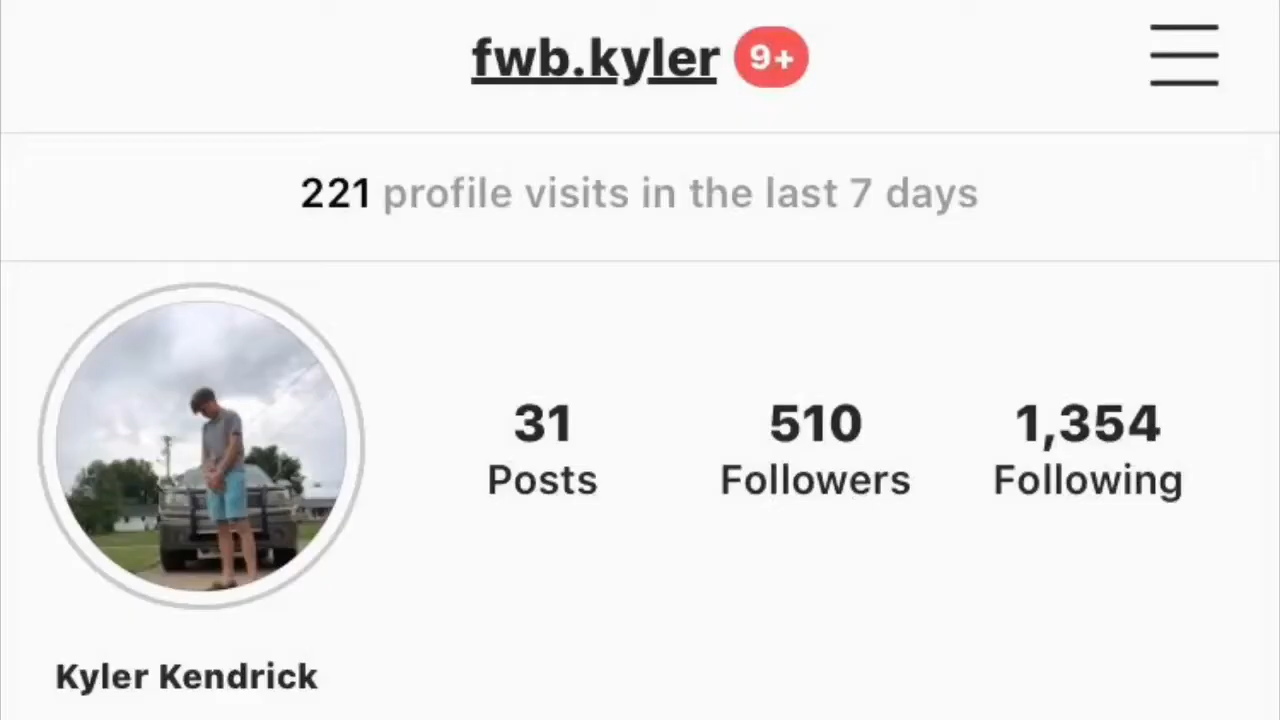 fwb.kyler 9+
221 profile visits in the last 7 days
31 510 1,354
Posts Followers Following
Kyler Kendrick